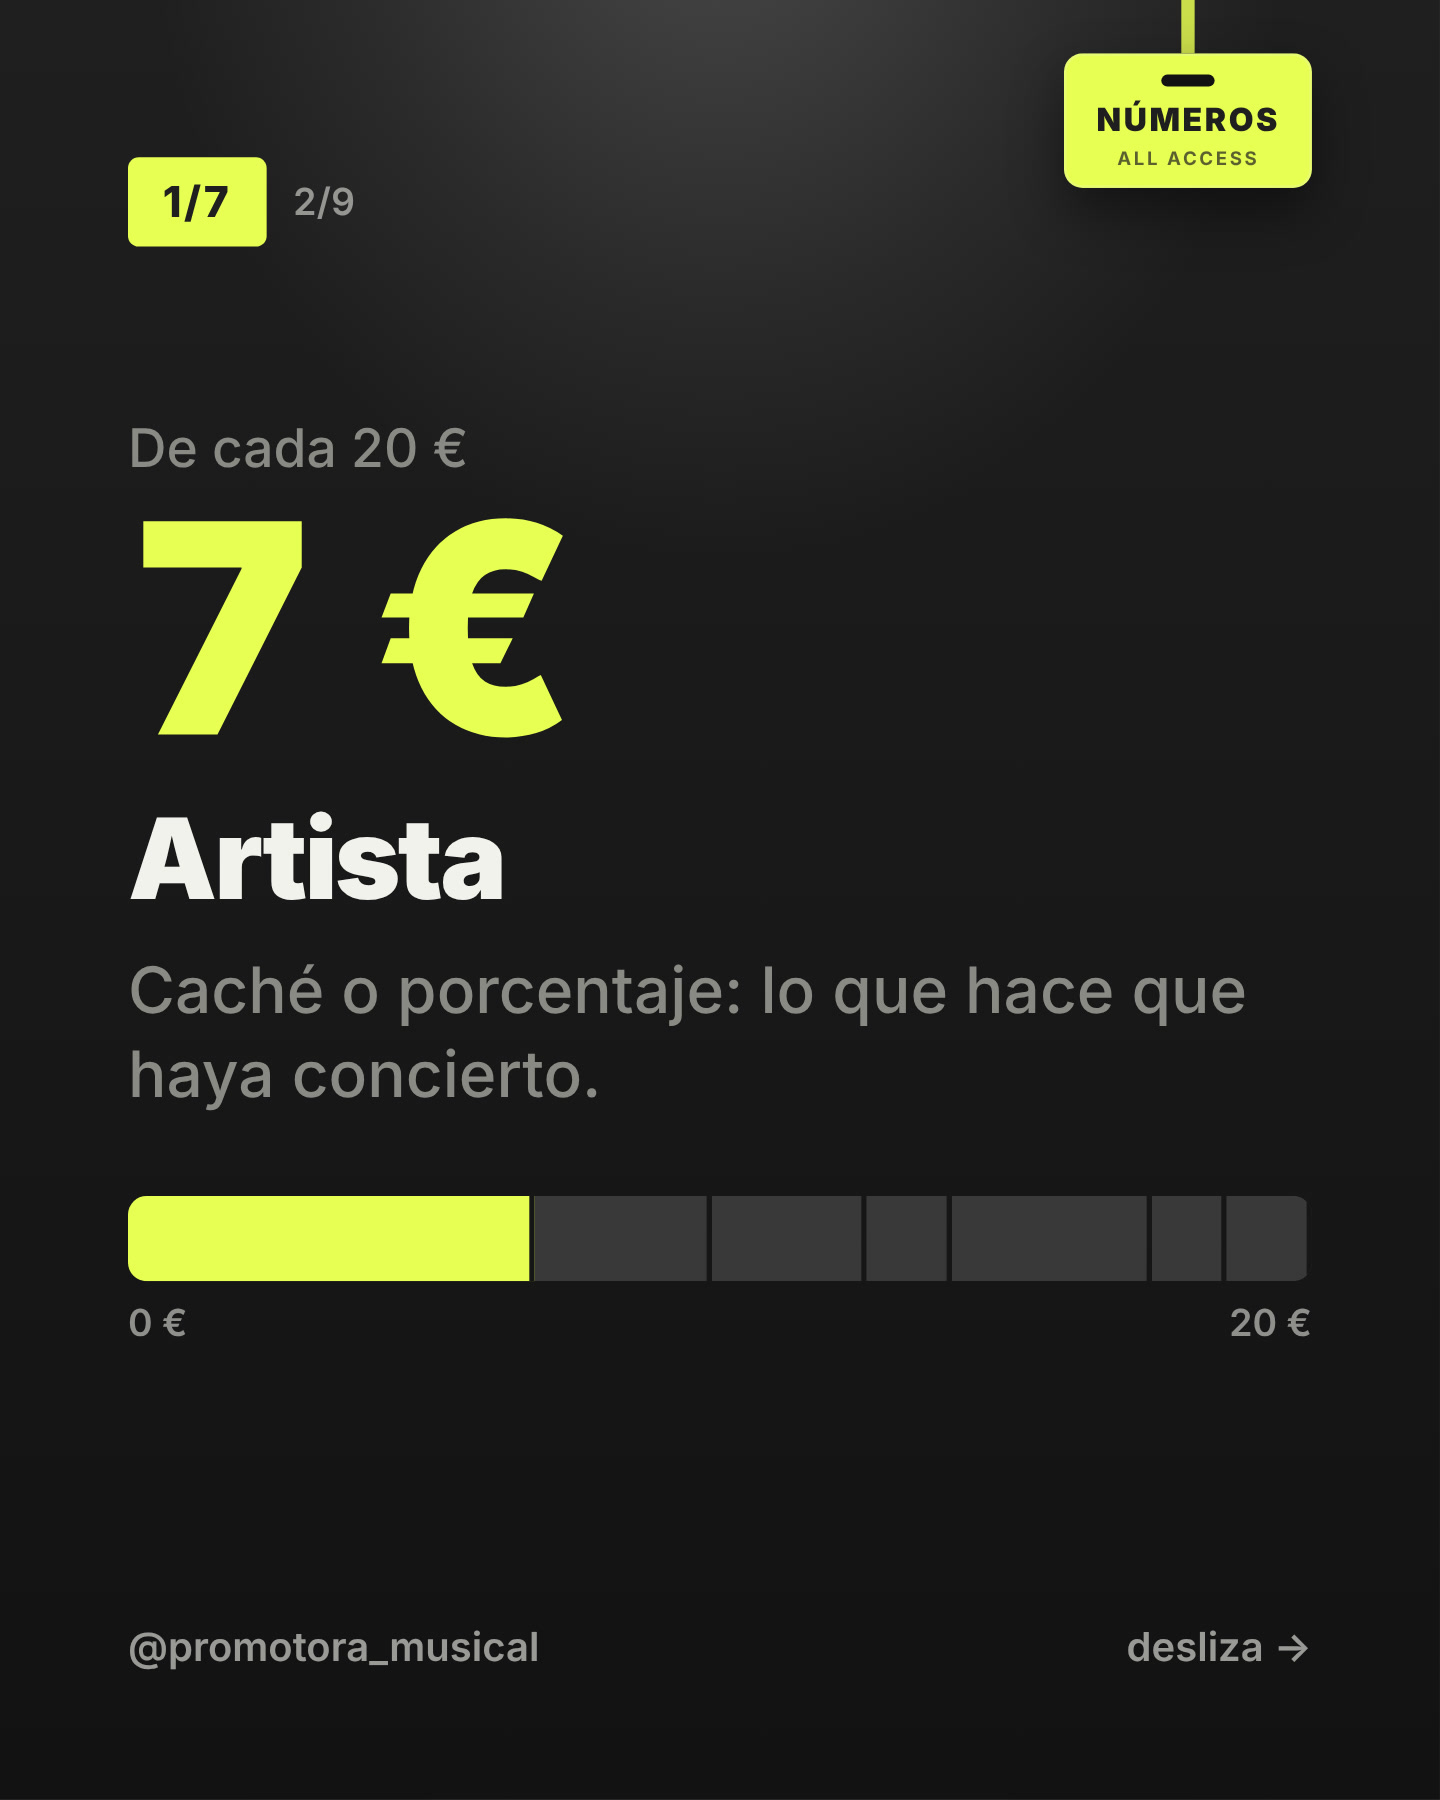 NÚMEROS
ALL ACCESS
1/7 2/9
De cada 20 €
7 €
Artista
Caché o porcentaje: lo que hace que
haya concierto.
0 € 20 €
@promotora_musical desliza →